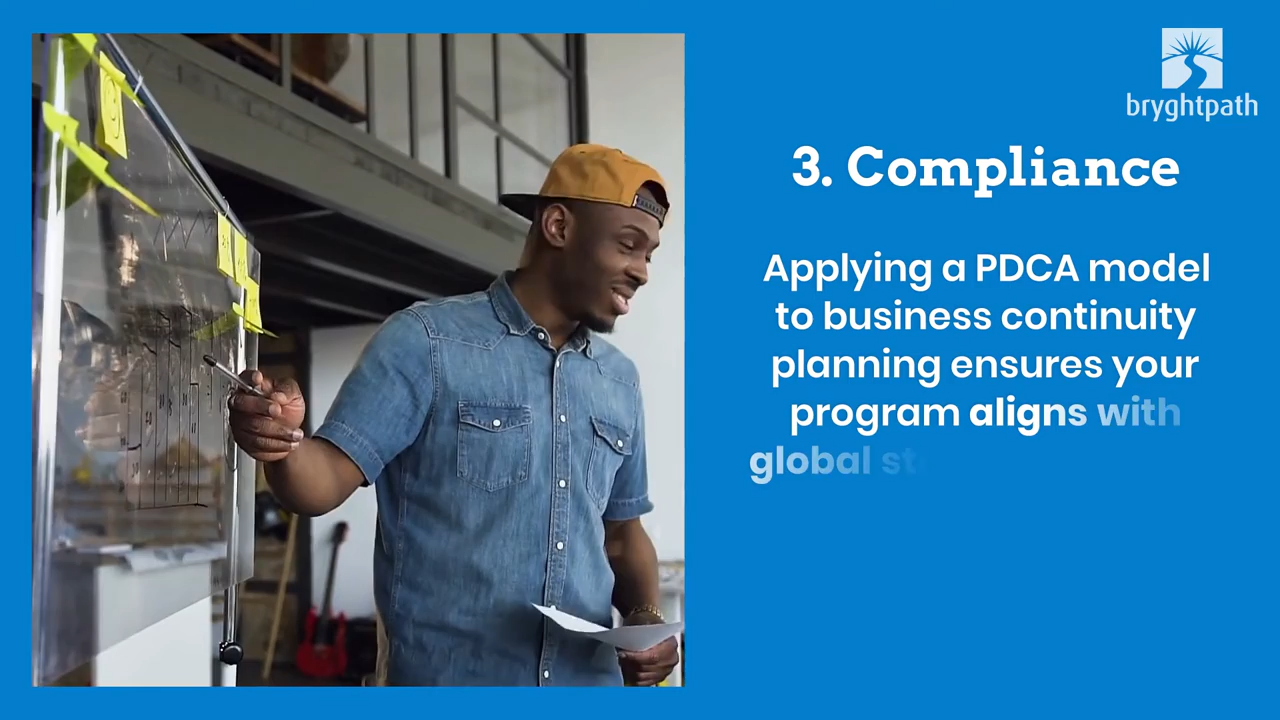 bryghtpath
3. Compliance
Applying a PDCA model
to business continuity
planning ensures your
program aligns with
global